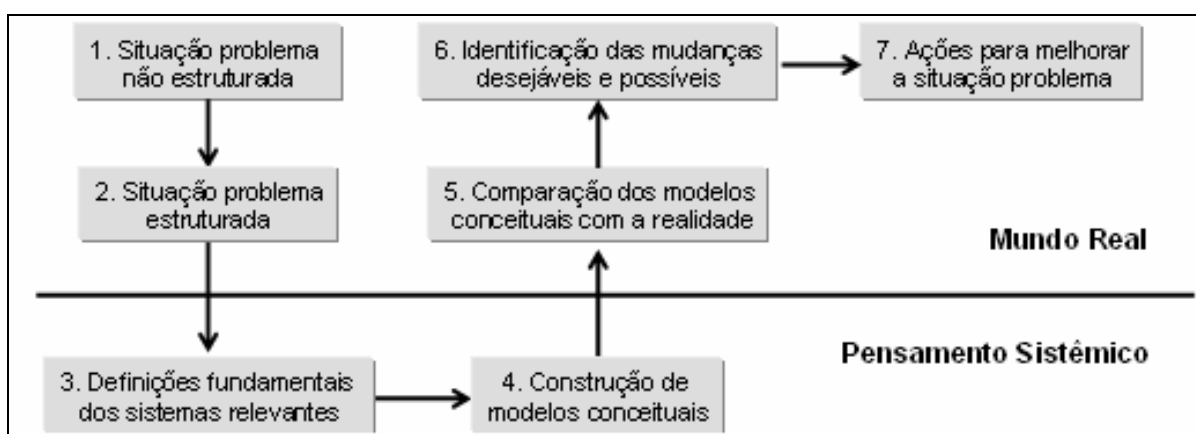 1. Situação problema
não estruturada
2. Situação problema
estruturada
3. Definições fundamentais
dos sistemas relevantes
4. Construção de
modelos conceituais
5. Comparação dos modelos
conceituais com a realidade
6. Identificação das mudanças
desejáveis e possíveis
7. Ações para melhorar
a situação problema
Mundo Real
Pensamento Sistêmico